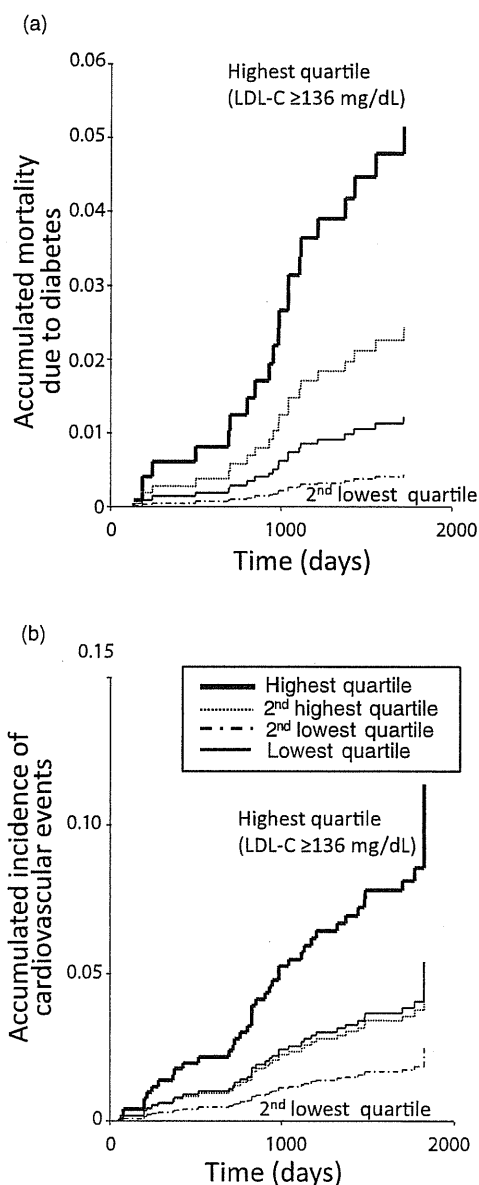 (a)
0.06
Highest quartile
(LDL-C ≥136 mg/dL)
0.05
0.04
0.03
0.02
0.01
0
Accumulated mortality
due to diabetes
2nd lowest quartile
0
1000
2000
Time (days)
(b)
0.15
Highest quartile
2nd highest quartile
2nd lowest quartile
Lowest quartile
Highest quartile
(LDL-C ≥136 mg/dL)
0.10
0.05
0
Accumulated incidence of
cardiovascular events
2nd lowest quartile
0
1000
2000
Time (days)